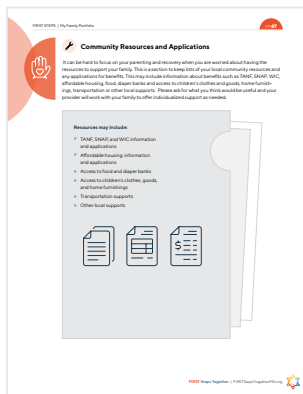 FIRST STEPS | My Family Portfolio
47
Community Resources and Applications
It can be hard to focus on your parenting and recovery when you are worried about having the
resources to support your family. This is a section to keep lists of your local community resources and
any applications for benefits. This may include information about benefits such as TANF, SNAP, WIC,
affordable housing, food, diaper banks and access to children's clothes and goods, home furnish-
ings, transportation or other local supports. Please ask for what you think would be useful and your
provider will work with your family to offer individualized support as needed.
Resources may include:
TANF, SNAP, and WIC information
and applications
Affordable housing information
and applications
Access to food and diaper banks
Access to children's clothes, goods,
and home furnishings
Transportation supports
Other local supports
FIRST Steps Together | FIRSTStepsTogetherMA.org